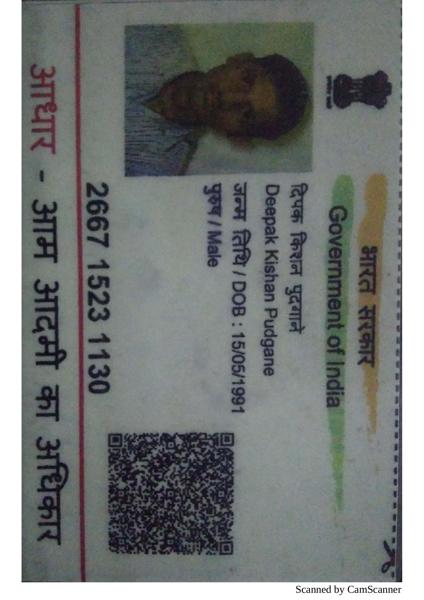 भारत सरकार
Government of India
दिपक किशन पुदगाने
Deepak Kishan Pudgane
जन्म तिथि / DOB : 15/05/1991
पुरुष / Male
2667 1523 1130
आधार - आम आदमी का अधिकार
Scanned by CamScanner